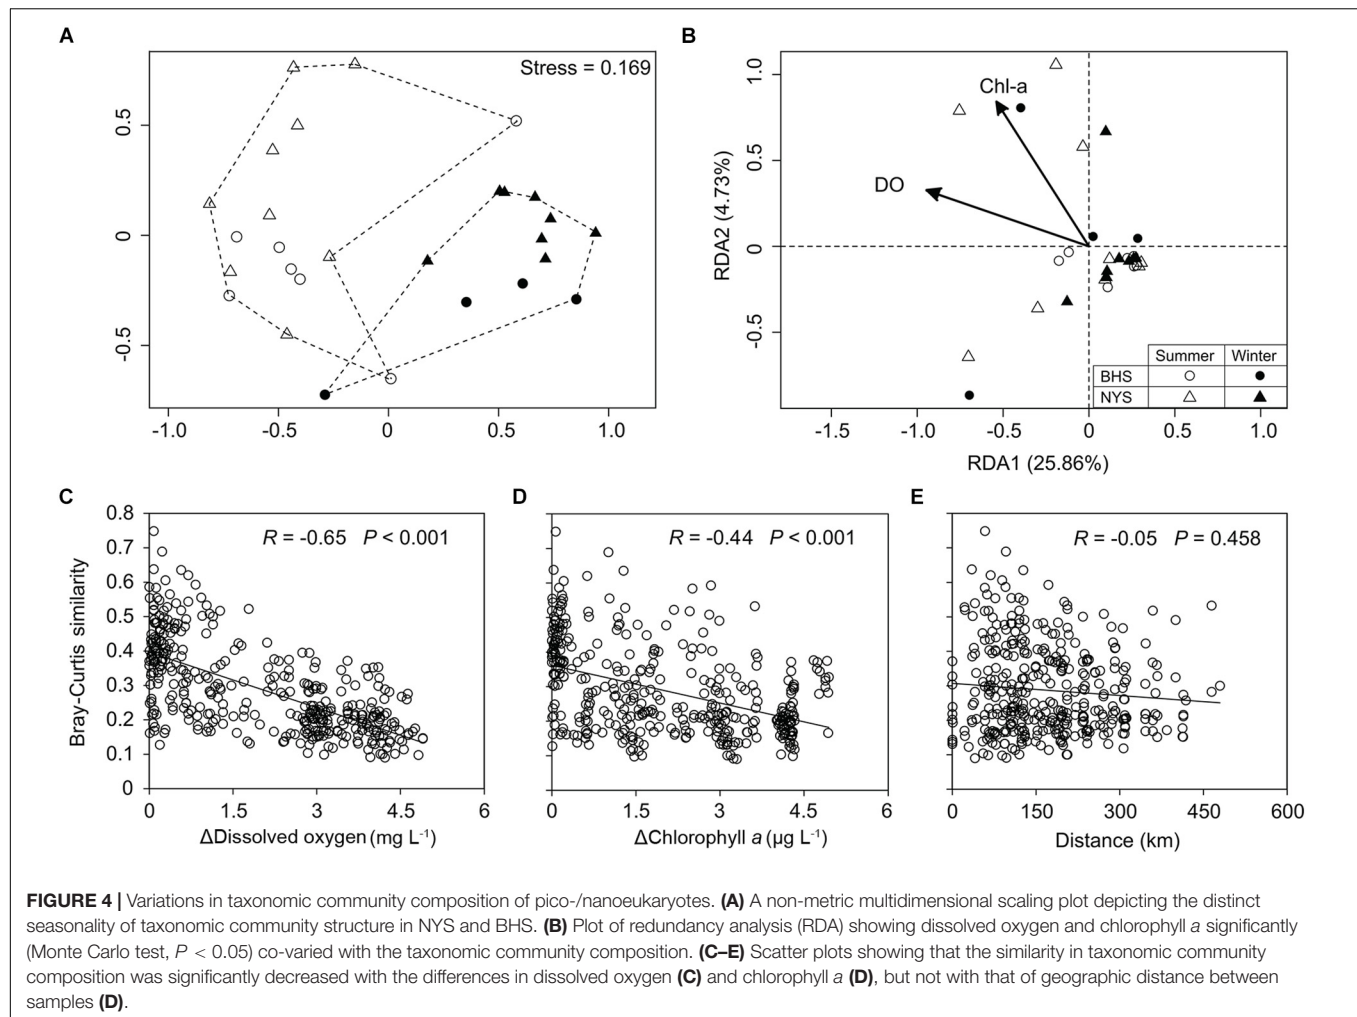 A
Stress = 0.169
0.5
0
-0.5
-1.0 -0.5 0 0.5 1.0
B
Chl-a
DO
RDA2 (4.73%)
1.0
0.5
0
-0.5
Summer Winter
BHS
NYS
-1.5 -1.0 -0.5 0 0.5 1.0
RDA1 (25.86%)
C
R = -0.65 P < 0.001
Bray-Curtis similarity
0.8
0.7
0.6
0.5
0.4
0.3
0.2
0.1
0
0 1.5 3 4.5 6
ΔDissolved oxygen (mg L-1)
D
R = -0.44 P < 0.001
0 1.5 3 4.5 6
ΔChlorophyll a (µg L-1)
E
R = -0.05 P = 0.458
0 150 300 450 600
Distance (km)
FIGURE 4 | Variations in taxonomic community composition of pico-/nanoeukaryotes. (A) A non-metric multidimensional scaling plot depicting the distinct
seasonality of taxonomic community structure in NYS and BHS. (B) Plot of redundancy analysis (RDA) showing dissolved oxygen and chlorophyll a significantly
(Monte Carlo test, P < 0.05) co-varied with the taxonomic community composition. (C–E) Scatter plots showing that the similarity in taxonomic community
composition was significantly decreased with the differences in dissolved oxygen (C) and chlorophyll a (D), but not with that of geographic distance between
samples (D).